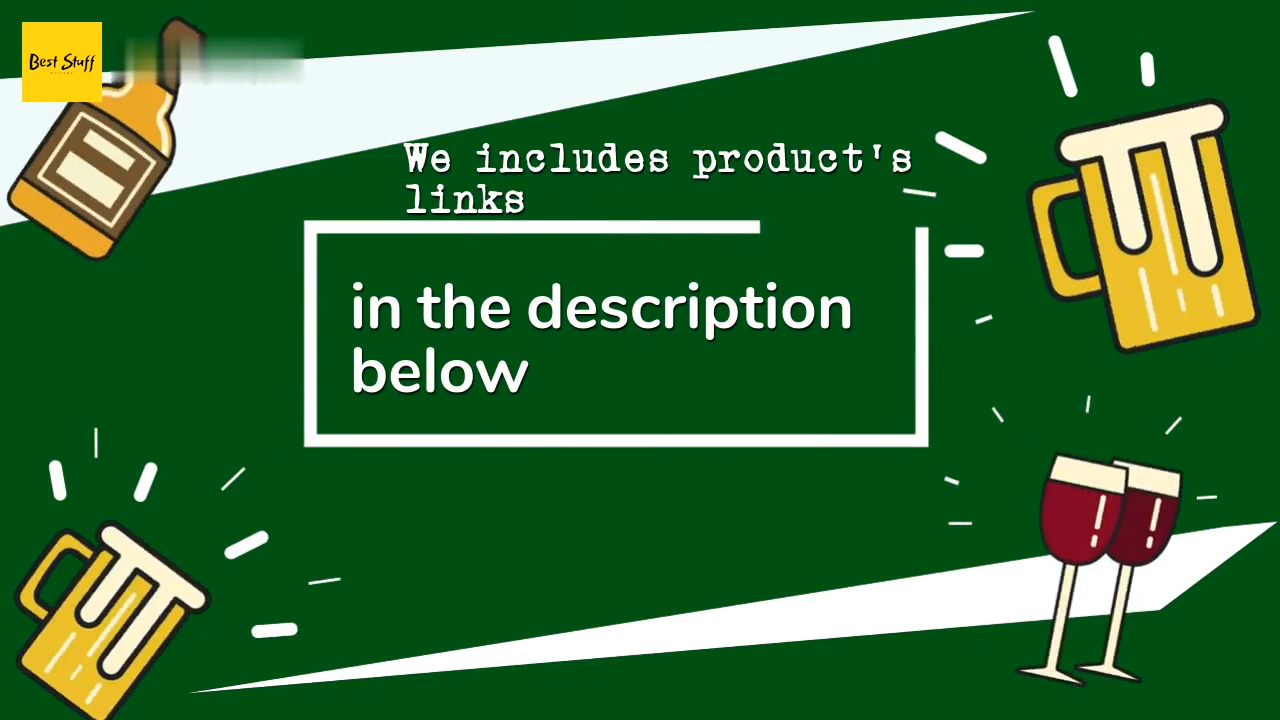 Best Stuff
We includes product's
links
in the description
below